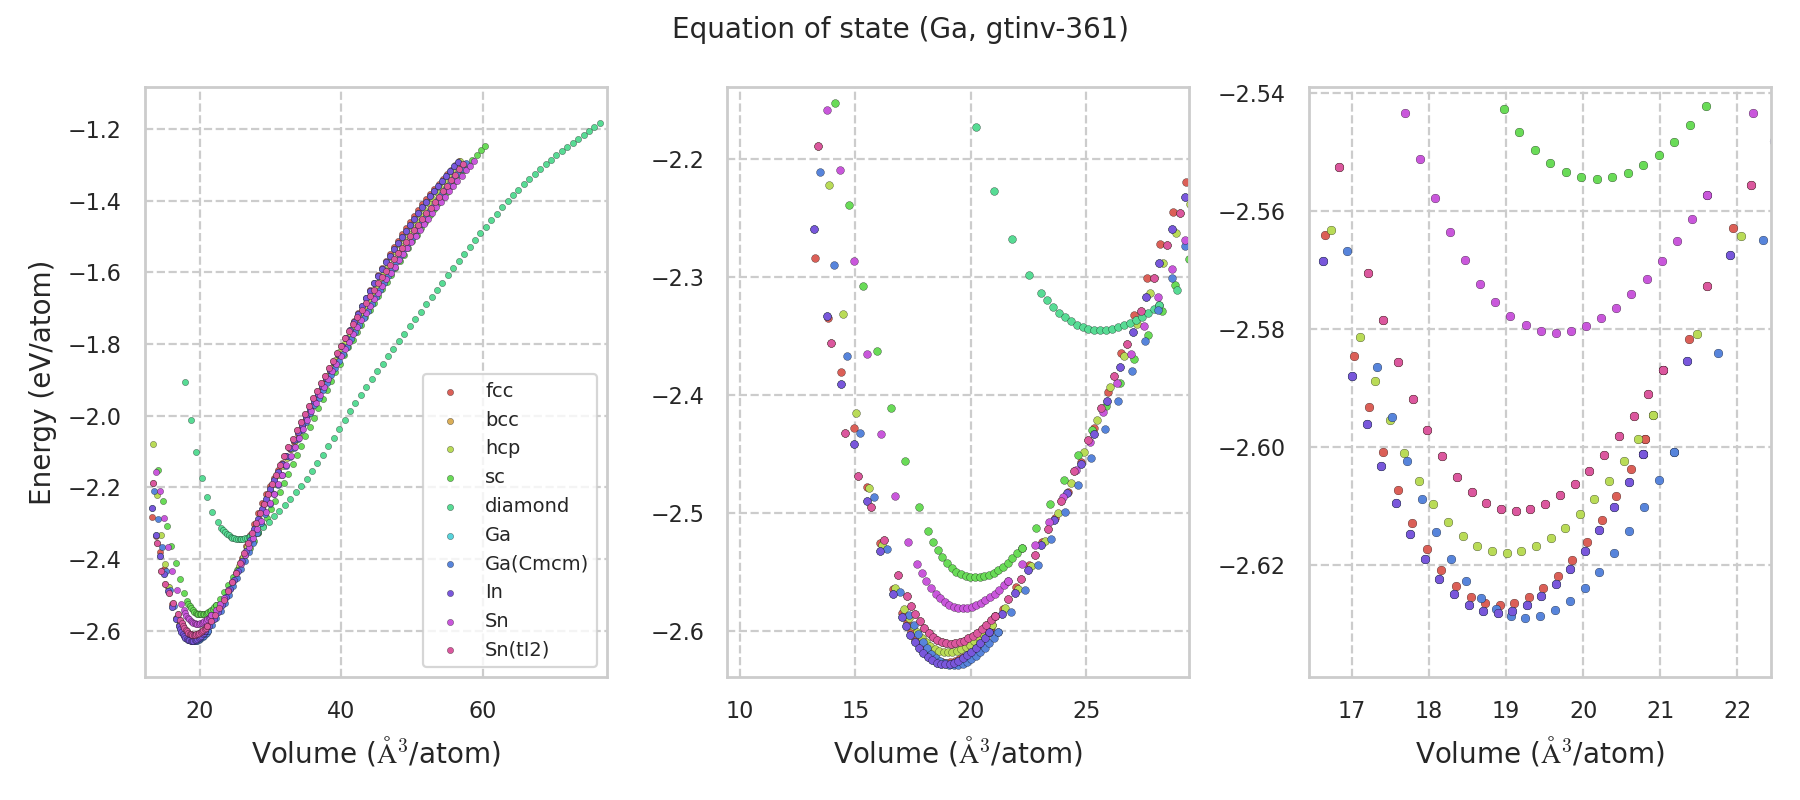 Equation of state (Ga, gtinv-361)
Energy (eV/atom)
−1.2
−1.4
−1.6
−1.8
−2.0
−2.2
−2.4
−2.6
20 40 60
Volume (Å³/atom)
fcc
bcc
hcp
sc
diamond
Ga
Ga(Cmcm)
In
Sn
Sn(tI2)
−2.2
−2.3
−2.4
−2.5
−2.6
10 15 20 25
Volume (Å³/atom)
−2.54
−2.56
−2.58
−2.60
−2.62
17 18 19 20 21 22
Volume (Å³/atom)